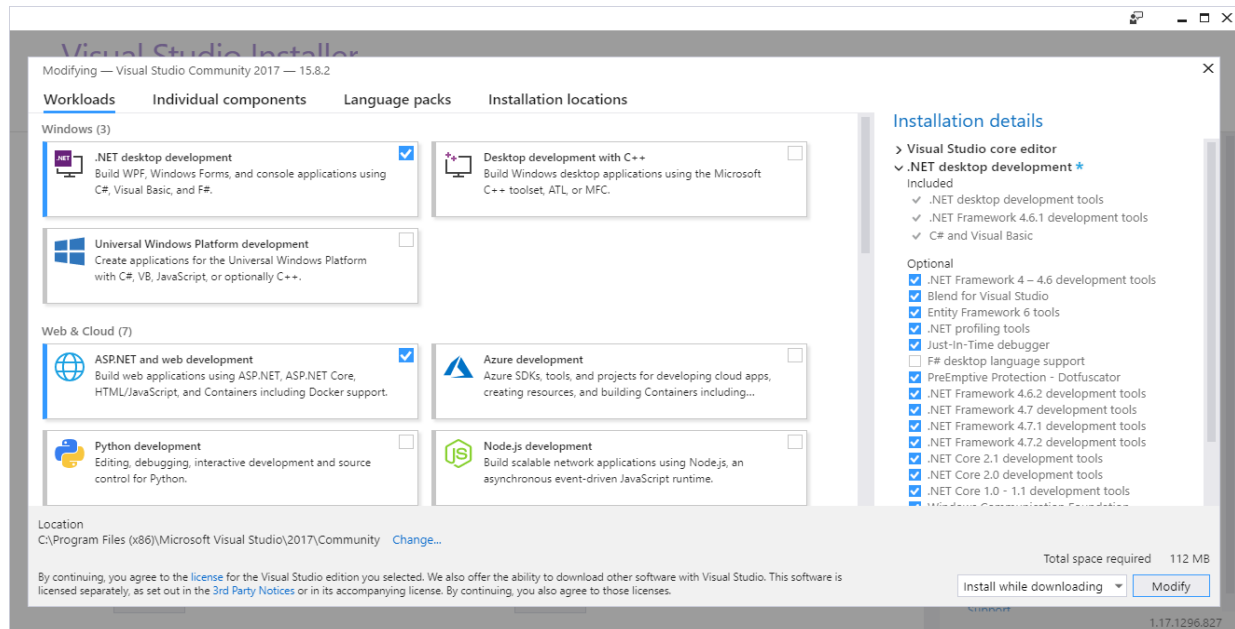 Visual Studio Installer
Modifying — Visual Studio Community 2017 — 15.8.2
Workloads Individual components Language packs Installation locations
Windows (3)
.NET
.NET desktop development
Build WPF, Windows Forms, and console applications using
C#, Visual Basic, and F#.
Desktop development with C++
Build Windows desktop applications using the Microsoft
C++ toolset, ATL, or MFC.
Universal Windows Platform development
Create applications for the Universal Windows Platform
with C#, VB, JavaScript, or optionally C++.
Web & Cloud (7)
ASP.NET and web development
Build web applications using ASP.NET, ASP.NET Core,
HTML/JavaScript, and Containers including Docker support.
Azure development
Azure SDKs, tools, and projects for developing cloud apps,
creating resources, and building Containers including...
Python development
Editing, debugging, interactive development and source
control for Python.
JS
Node.js development
Build scalable network applications using Node.js, an
asynchronous event-driven JavaScript runtime.
Installation details
Visual Studio core editor
.NET desktop development *
Included
.NET desktop development tools
.NET Framework 4.6.1 development tools
C# and Visual Basic
Optional
.NET Framework 4 – 4.6 development tools
Blend for Visual Studio
Entity Framework 6 tools
.NET profiling tools
Just-In-Time debugger
F# desktop language support
PreEmptive Protection - Dotfuscator
.NET Framework 4.6.2 development tools
.NET Framework 4.7 development tools
.NET Framework 4.7.1 development tools
.NET Framework 4.7.2 development tools
.NET Core 2.1 development tools
.NET Core 2.0 development tools
.NET Core 1.0 - 1.1 development tools
Windows Communication Foundation
Location
C:\Program Files (x86)\Microsoft Visual Studio\2017\Community Change...
Total space required 112 MB
By continuing, you agree to the license for the Visual Studio edition you selected. We also offer the ability to download other software with Visual Studio. This software is
licensed separately, as set out in the 3rd Party Notices or in its accompanying license. By continuing, you also agree to those licenses.
Install while downloading Modify
Support
1.17.1296.827